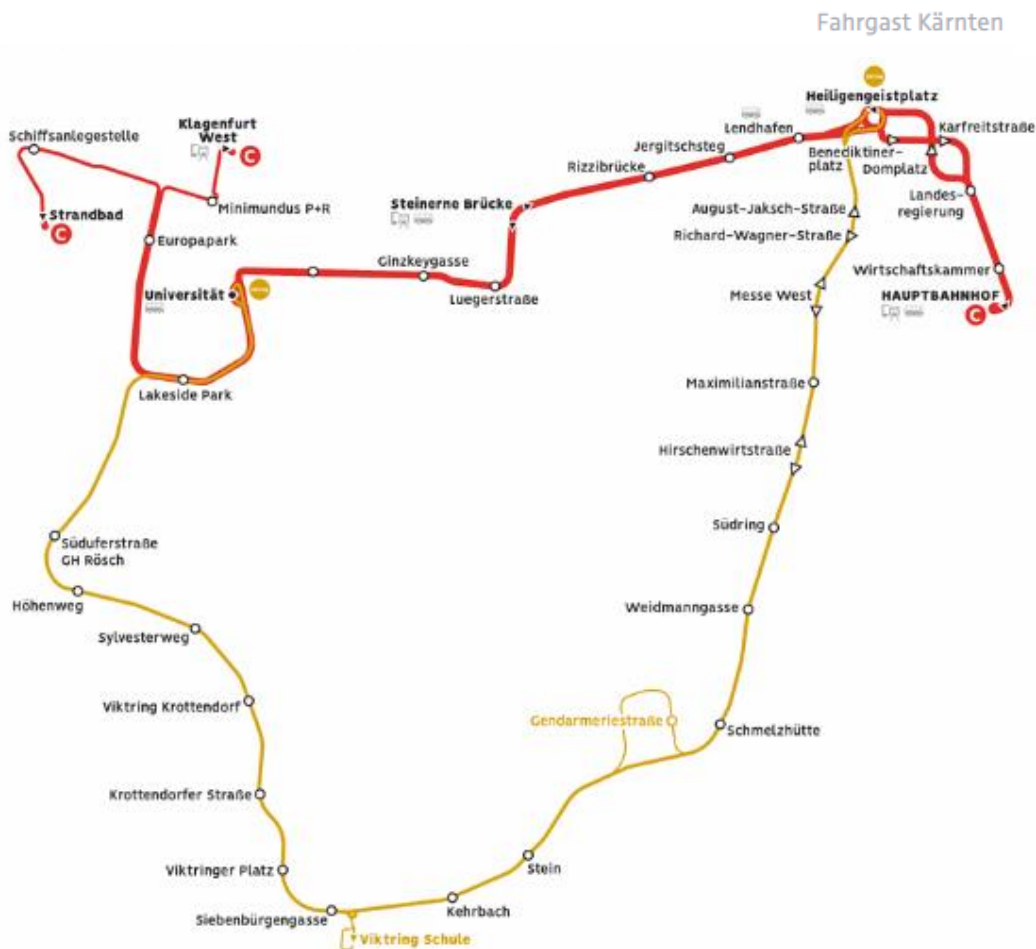 Fahrgast Kärnten
Heiligengeistplatz
Schiffsanlegestelle
Klagenfurt
West
C
Lendhafen
Karfreitstraße
Jergitschsteg
Benediktiner-
platz
Domplatz
Rizzibrücke
Minimundus P+R
Landes-
regierung
Strandbad
C
Steinerne Brücke
August-Jaksch-Straße
Europapark
Richard-Wagner-Straße
Ginzkeygasse
Wirtschaftskammer
Universität
Luegerstraße
Messe West
HAUPTBAHNHOF
C
Maximilianstraße
Lakeside Park
Hirschenwirtstraße
Südring
Süduferstraße
GH Rösch
Höhenweg
Weidmanngasse
Sylvesterweg
Viktring Krottendorf
Gendarmeriestraße
Schmelzhütte
Krottendorfer Straße
Viktringer Platz
Stein
Siebenbürgengasse
Kehrbach
Viktring Schule